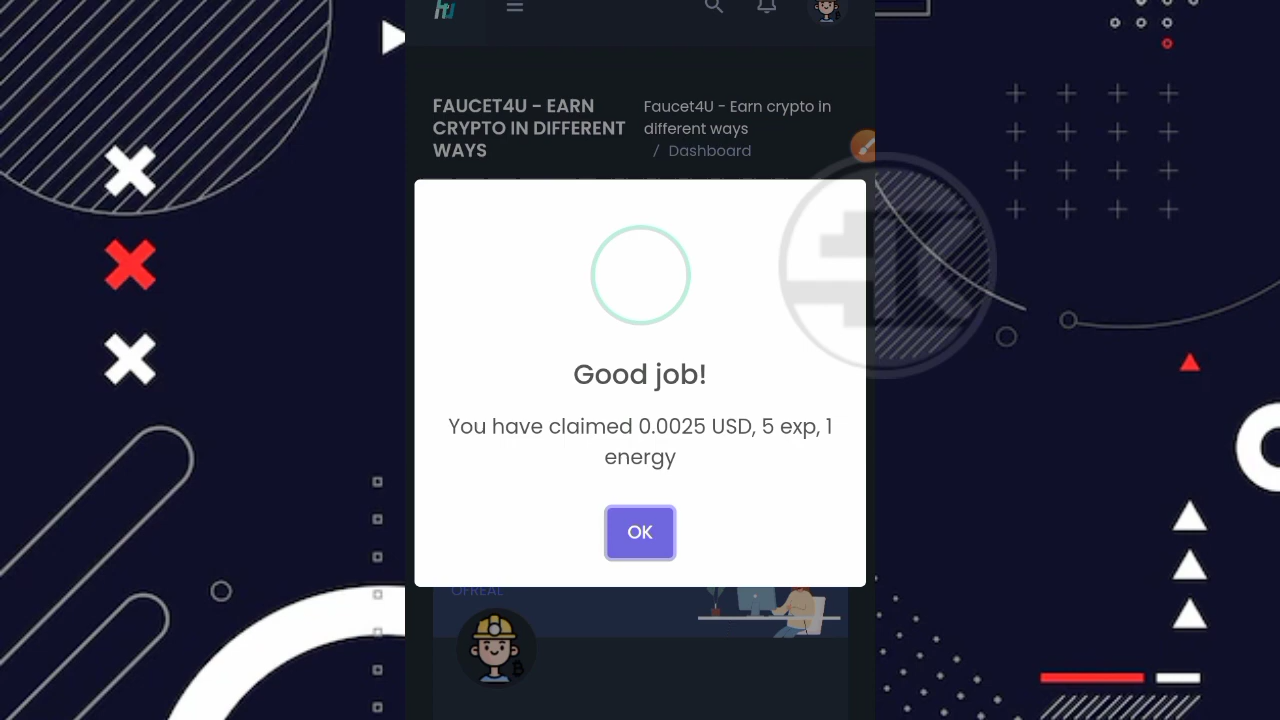 FAUCET4U - EARN
CRYPTO IN DIFFERENT
WAYS
Faucet4U - Earn crypto in
different ways
/ Dashboard
Good job!
You have claimed 0.0025 USD, 5 exp, 1
energy
OK
OFREAL